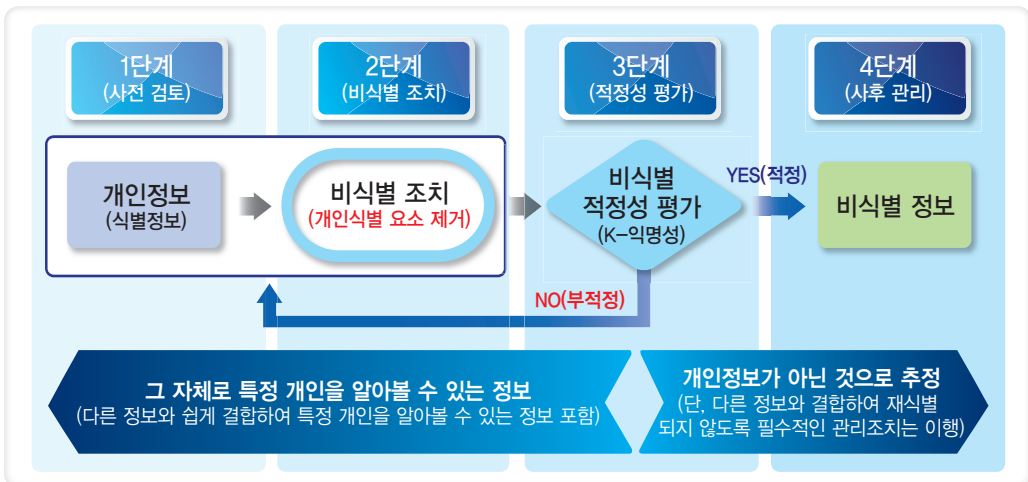 1단계
(사전 검토)
2단계
(비식별 조치)
3단계
(적정성 평가)
4단계
(사후 관리)
개인정보
(식별정보)
비식별 조치
(개인식별 요소 제거)
비식별
적정성 평가
(K-익명성)
YES(적정)
비식별 정보
NO(부적정)
그 자체로 특정 개인을 알아볼 수 있는 정보
(다른 정보와 쉽게 결합하여 특정 개인을 알아볼 수 있는 정보 포함)
개인정보가 아닌 것으로 추정
(단, 다른 정보와 결합하여 재식별
되지 않도록 필수적인 관리조치는 이행)